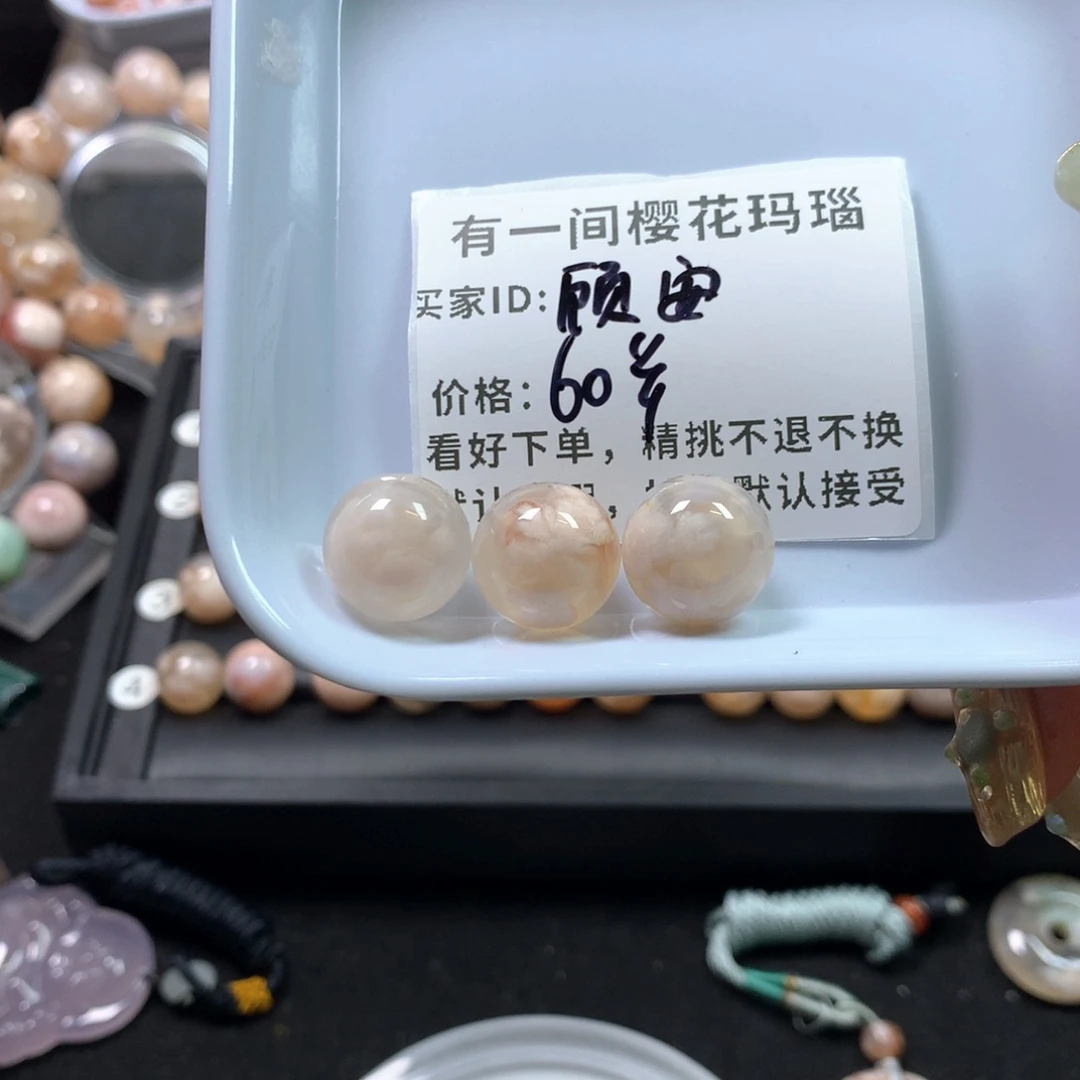 有一间樱花玛瑙
买家ID:顾
价格:60
看好下单，精挑不退不换
默认接受
4